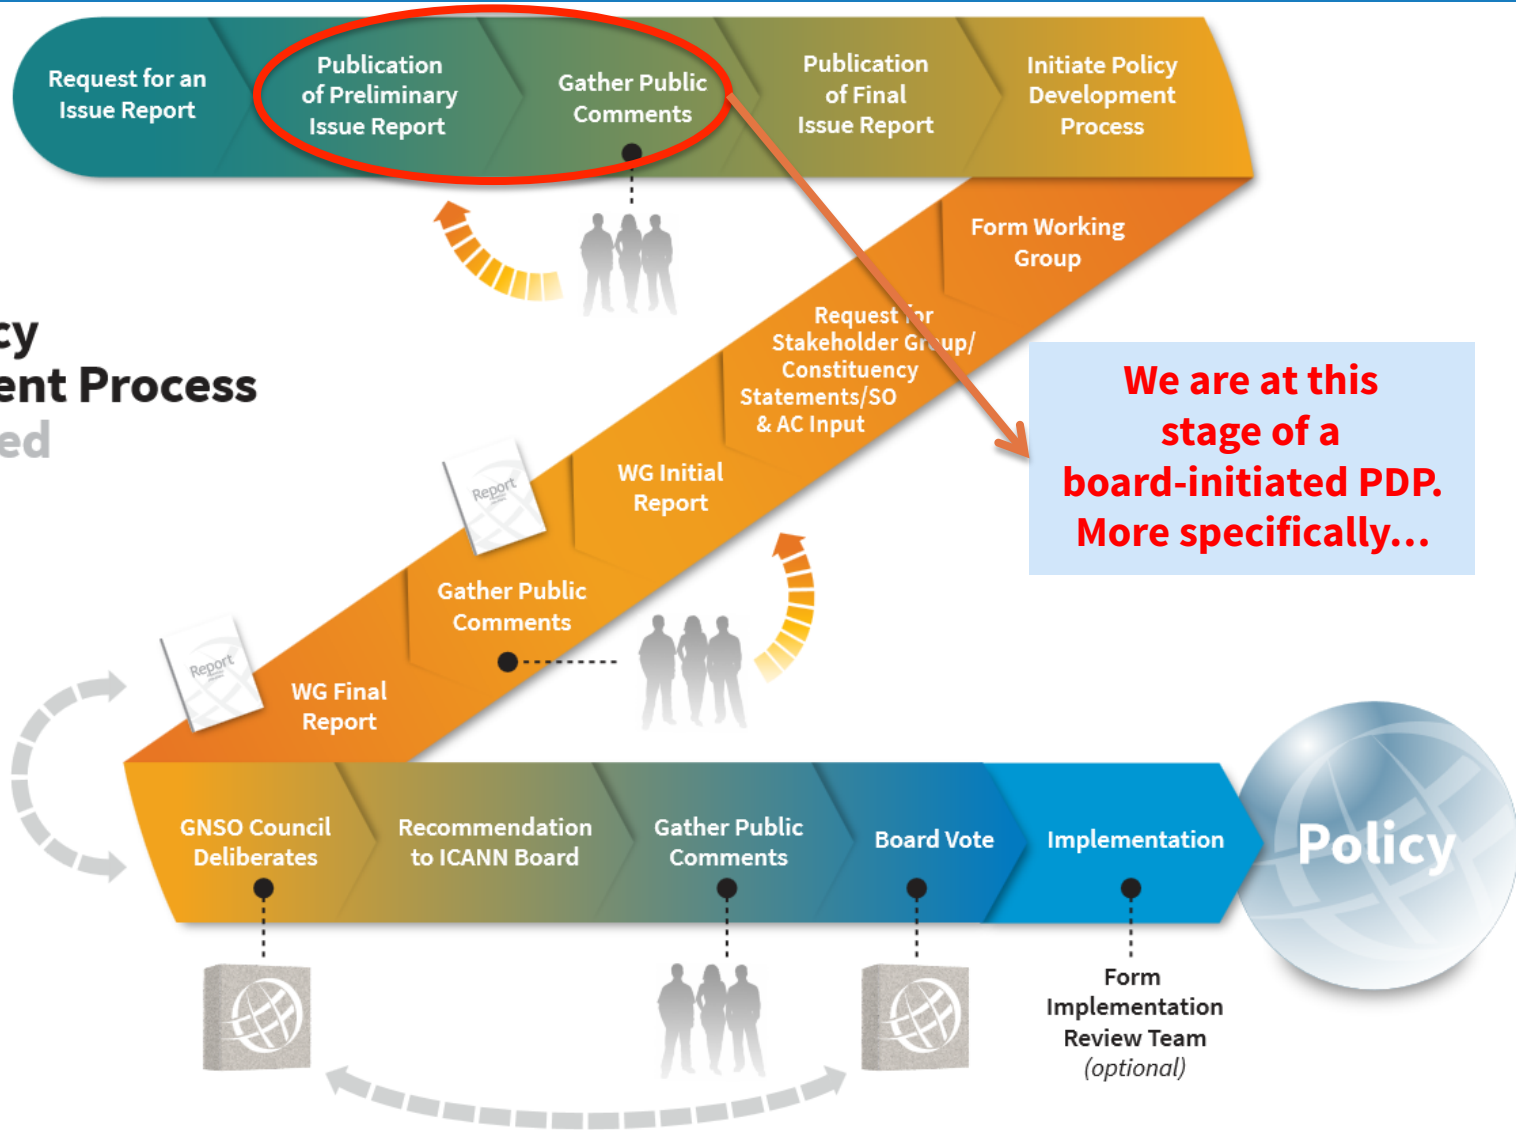 Request for an
Issue Report
Publication
of Preliminary
Issue Report
Gather Public
Comments
Publication
of Final
Issue Report
Initiate Policy
Development
Process
Form Working
Group
Request for
Stakeholder Group/
Constituency
Statements/SO
& AC Input
cy
ent Process
ed
We are at this
stage of a
board-initiated PDP.
More specifically...
WG Initial
Report
Report
Gather Public
Comments
Report
WG Final
Report
GNSO Council
Deliberates
Recommendation
to ICANN Board
Gather Public
Comments
Board Vote
Implementation
Policy
Form
Implementation
Review Team
(optional)